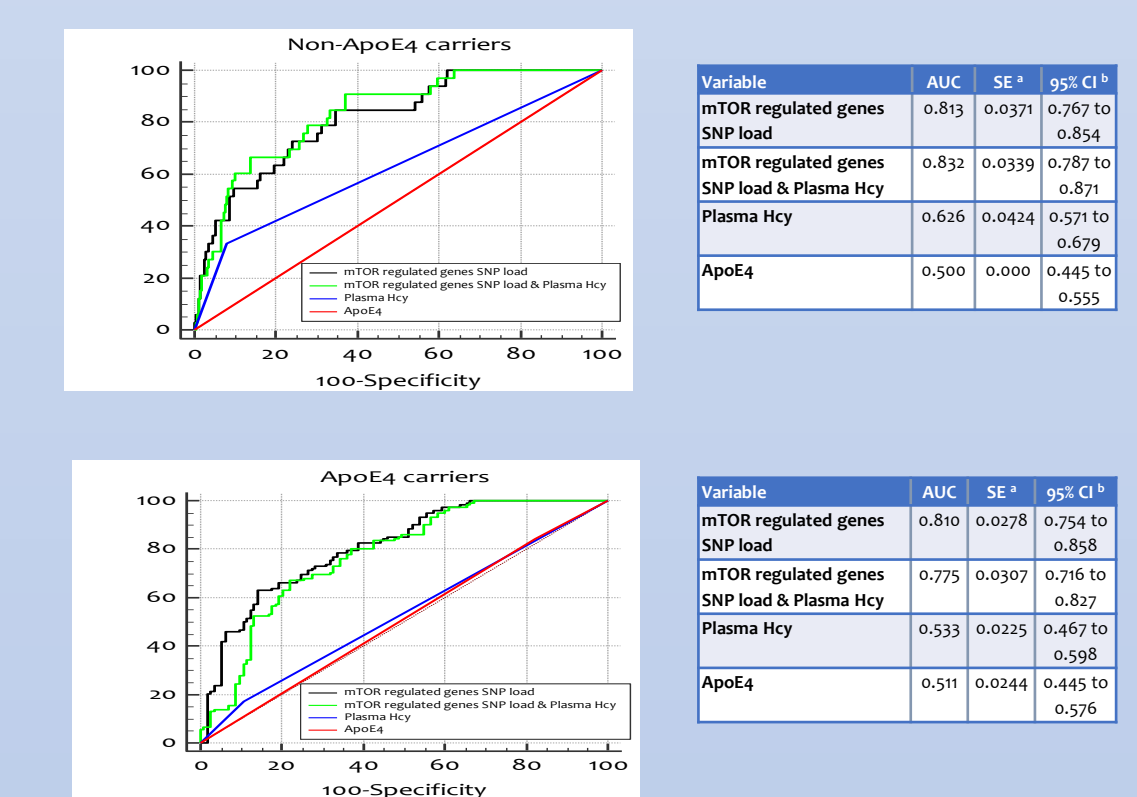 Non-ApoE4 carriers
100
80
60
40
20
0
mTOR regulated genes SNP load
mTOR regulated genes SNP load & Plasma Hcy
Plasma Hcy
ApoE4
0 20 40 60 80 100
100-Specificity
Variable AUC SE a 95% CI b
mTOR regulated genes 0.813 0.0371 0.767 to
SNP load 0.854
mTOR regulated genes 0.832 0.0339 0.787 to
SNP load & Plasma Hcy 0.871
Plasma Hcy 0.626 0.0424 0.571 to
0.679
ApoE4 0.500 0.000 0.445 to
0.555
ApoE4 carriers
100
80
60
40
20
0
mTOR regulated genes SNP load
mTOR regulated genes SNP load & Plasma Hcy
Plasma Hcy
ApoE4
0 20 40 60 80 100
100-Specificity
Variable AUC SE a 95% CI b
mTOR regulated genes 0.810 0.0278 0.754 to
SNP load 0.858
mTOR regulated genes 0.775 0.0307 0.716 to
SNP load & Plasma Hcy 0.827
Plasma Hcy 0.533 0.0225 0.467 to
0.598
ApoE4 0.511 0.0244 0.445 to
0.576